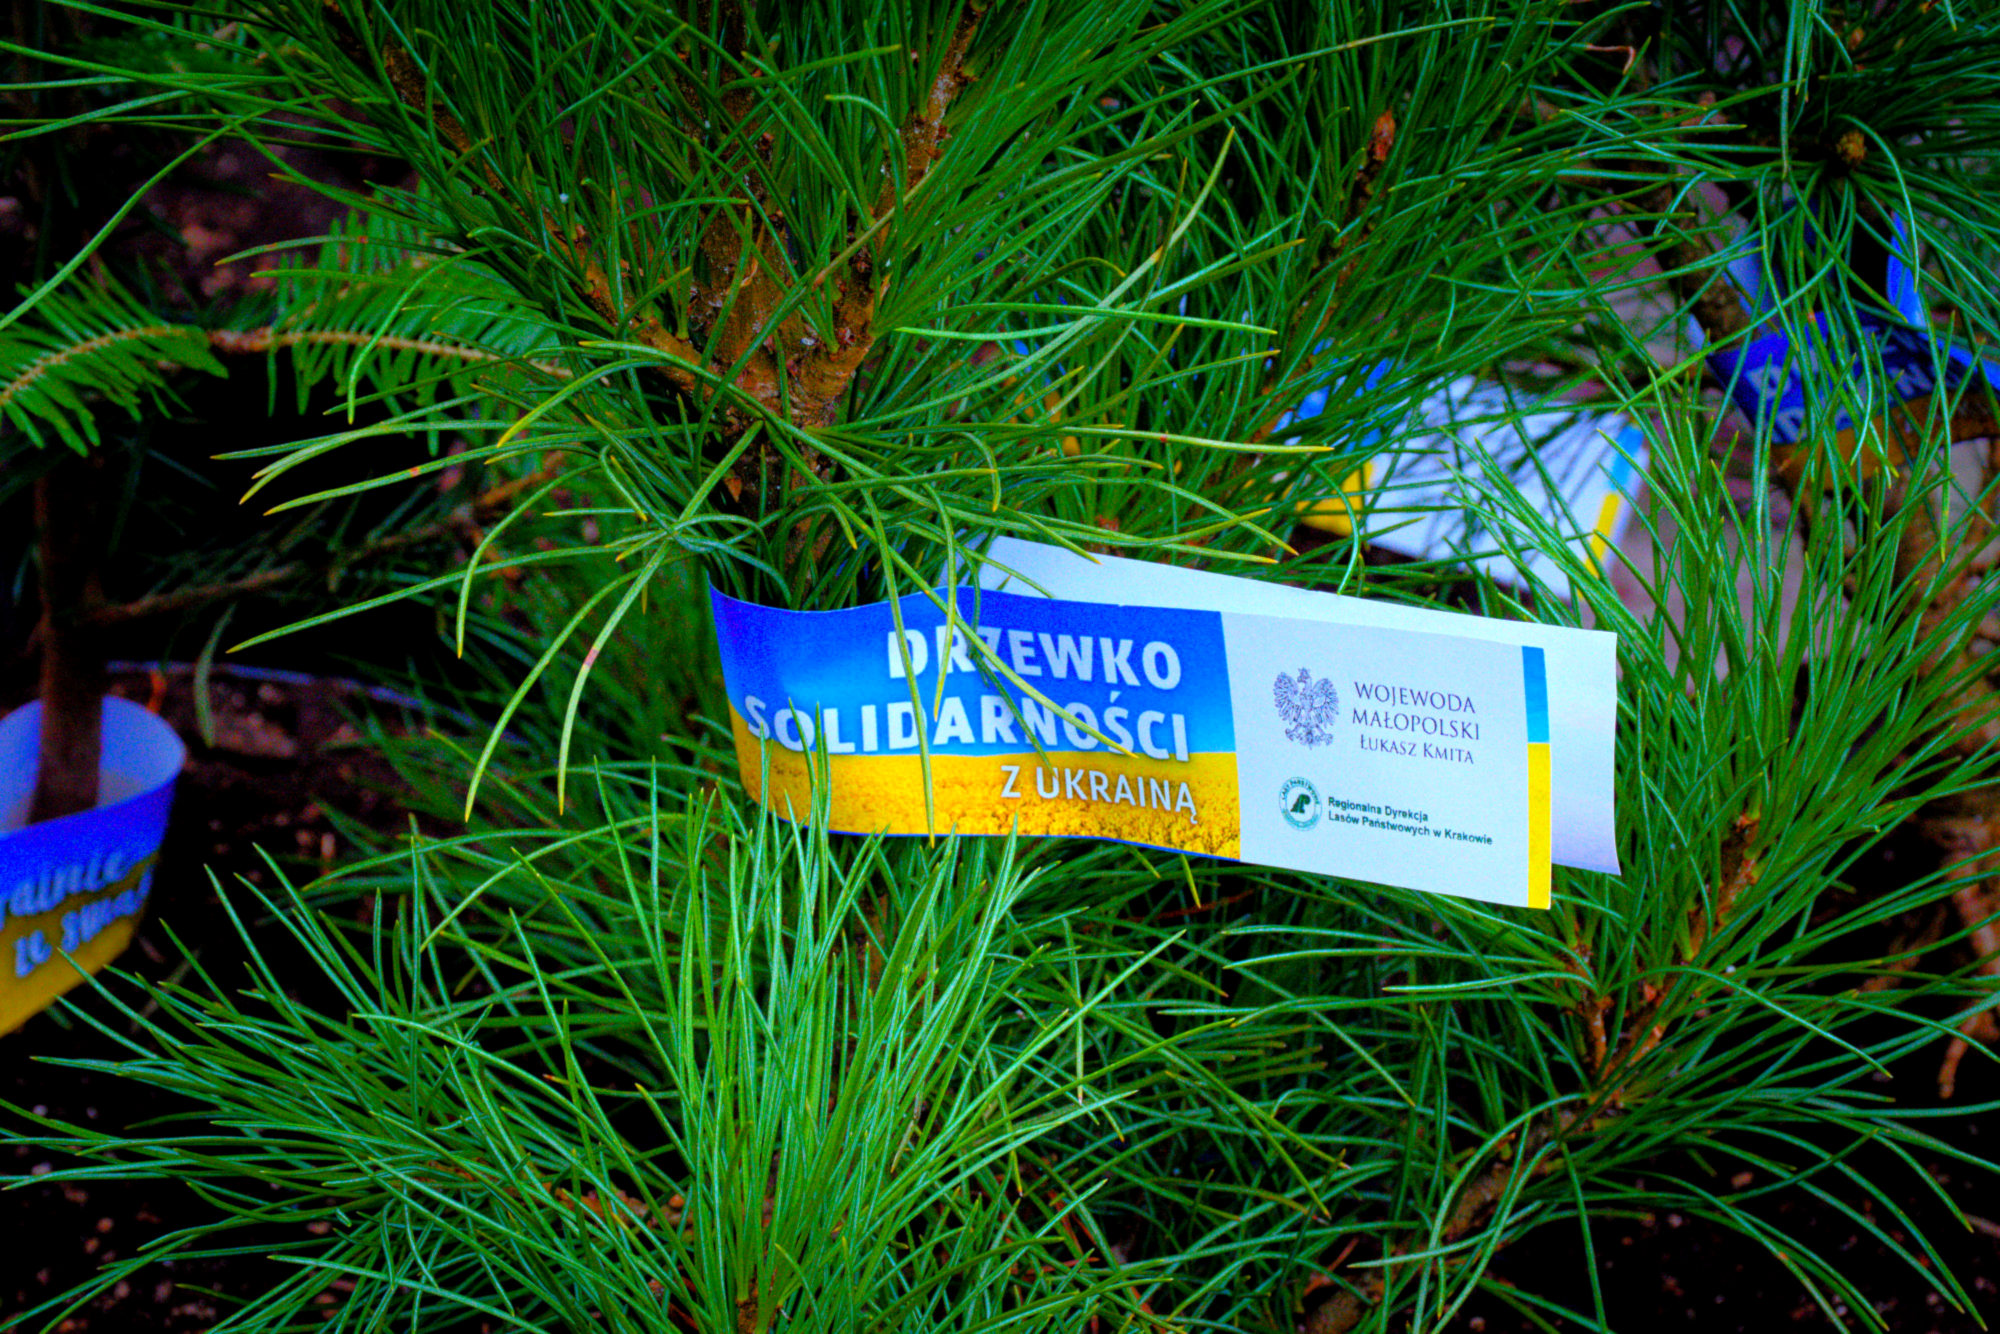 DRZEWKO
SOLIDARNOŚCI
Z UKRAINĄ
WOJEWODA
MAŁOPOLSKI
ŁUKASZ KMITA
Regionalna Dyrekcja
Lasów Państwowych w Krakowie